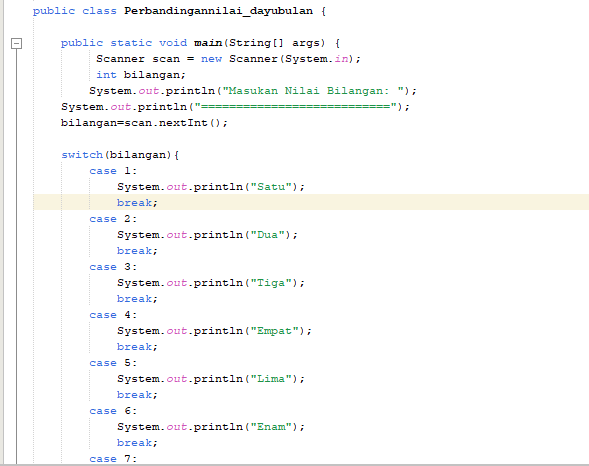 public class Perbandingannilai_dayubulan {
public static void main(String[] args) {
Scanner scan = new Scanner(System.in);
int bilangan;
System.out.println("Masukan Nilai Bilangan: ");
System.out.println("===========================");
bilangan=scan.nextInt();
switch(bilangan){
case 1:
System.out.println("Satu");
break;
case 2:
System.out.println("Dua");
break;
case 3:
System.out.println("Tiga");
break;
case 4:
System.out.println("Empat");
break;
case 5:
System.out.println("Lima");
break;
case 6:
System.out.println("Enam");
break;
case 7: